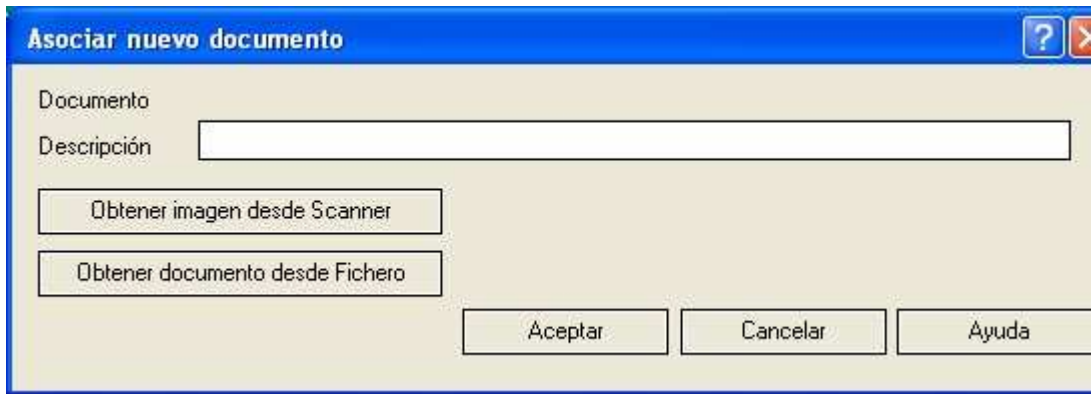 Asociar nuevo documento
Documento
Descripción
Obtener imagen desde Scanner
Obtener documento desde Fichero
Aceptar Cancelar Ayuda